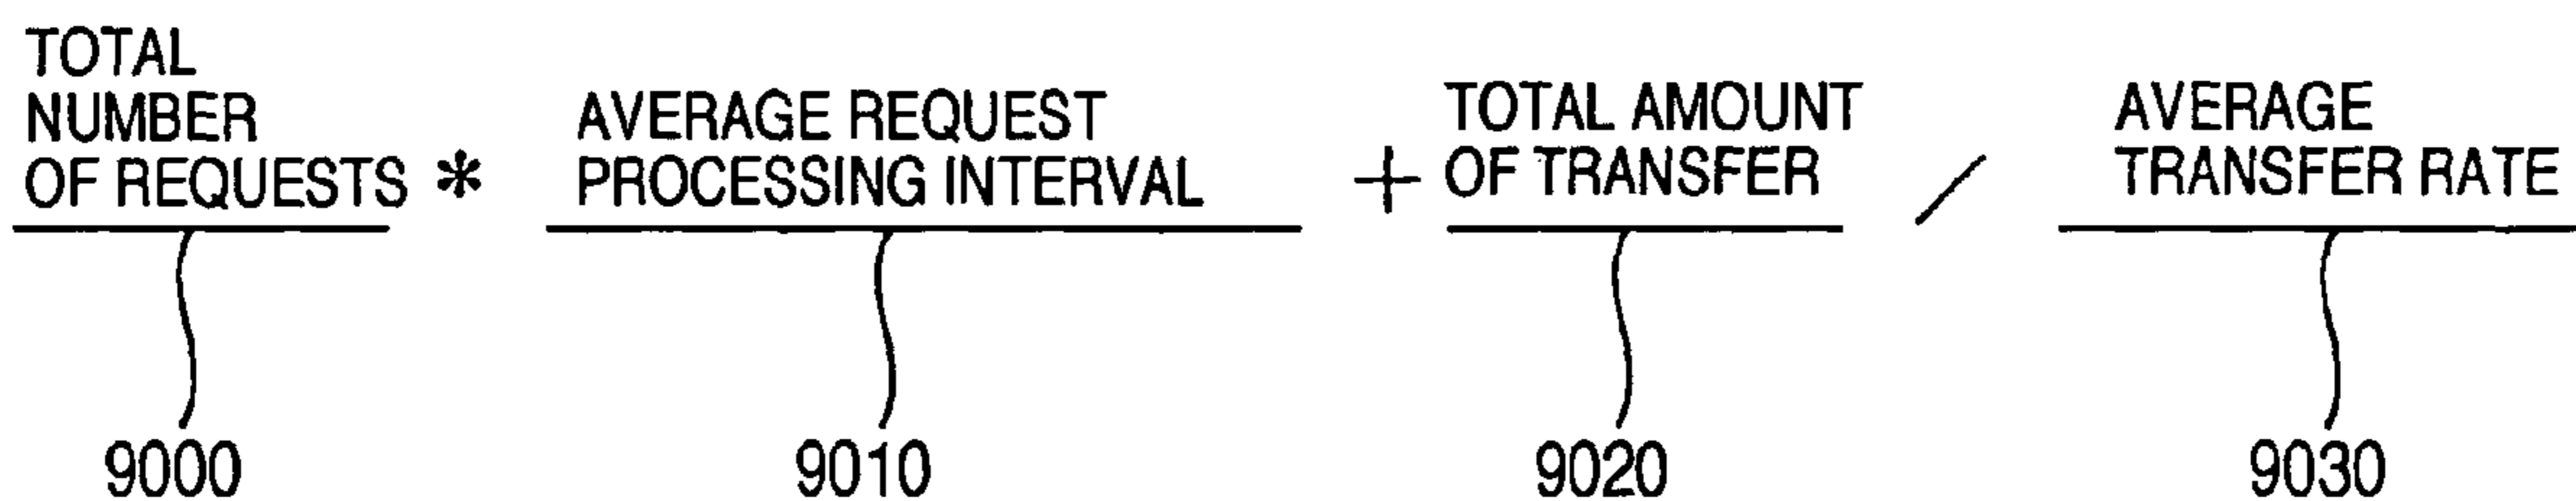 TOTAL
NUMBER
OF REQUESTS *
AVERAGE REQUEST
PROCESSING INTERVAL
+
TOTAL AMOUNT
OF TRANSFER
/
AVERAGE
TRANSFER RATE
9000
9010
9020
9030